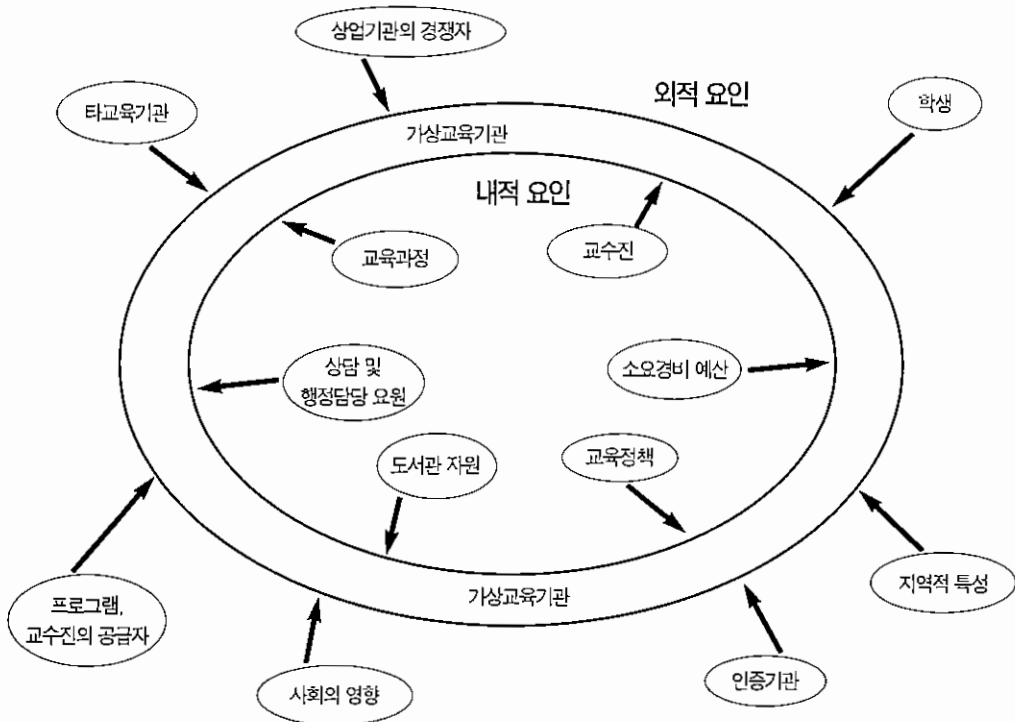 상업기관의 경쟁자
외적 요인
학생
타교육기관
가상교육기관
내적 요인
교육과정
교수진
상담 및
행정담당 요원
소요경비 예산
도서관 자원
교육정책
가상교육기관
프로그램,
교수진의 공급자
지역적 특성
사회의 영향
인증기관